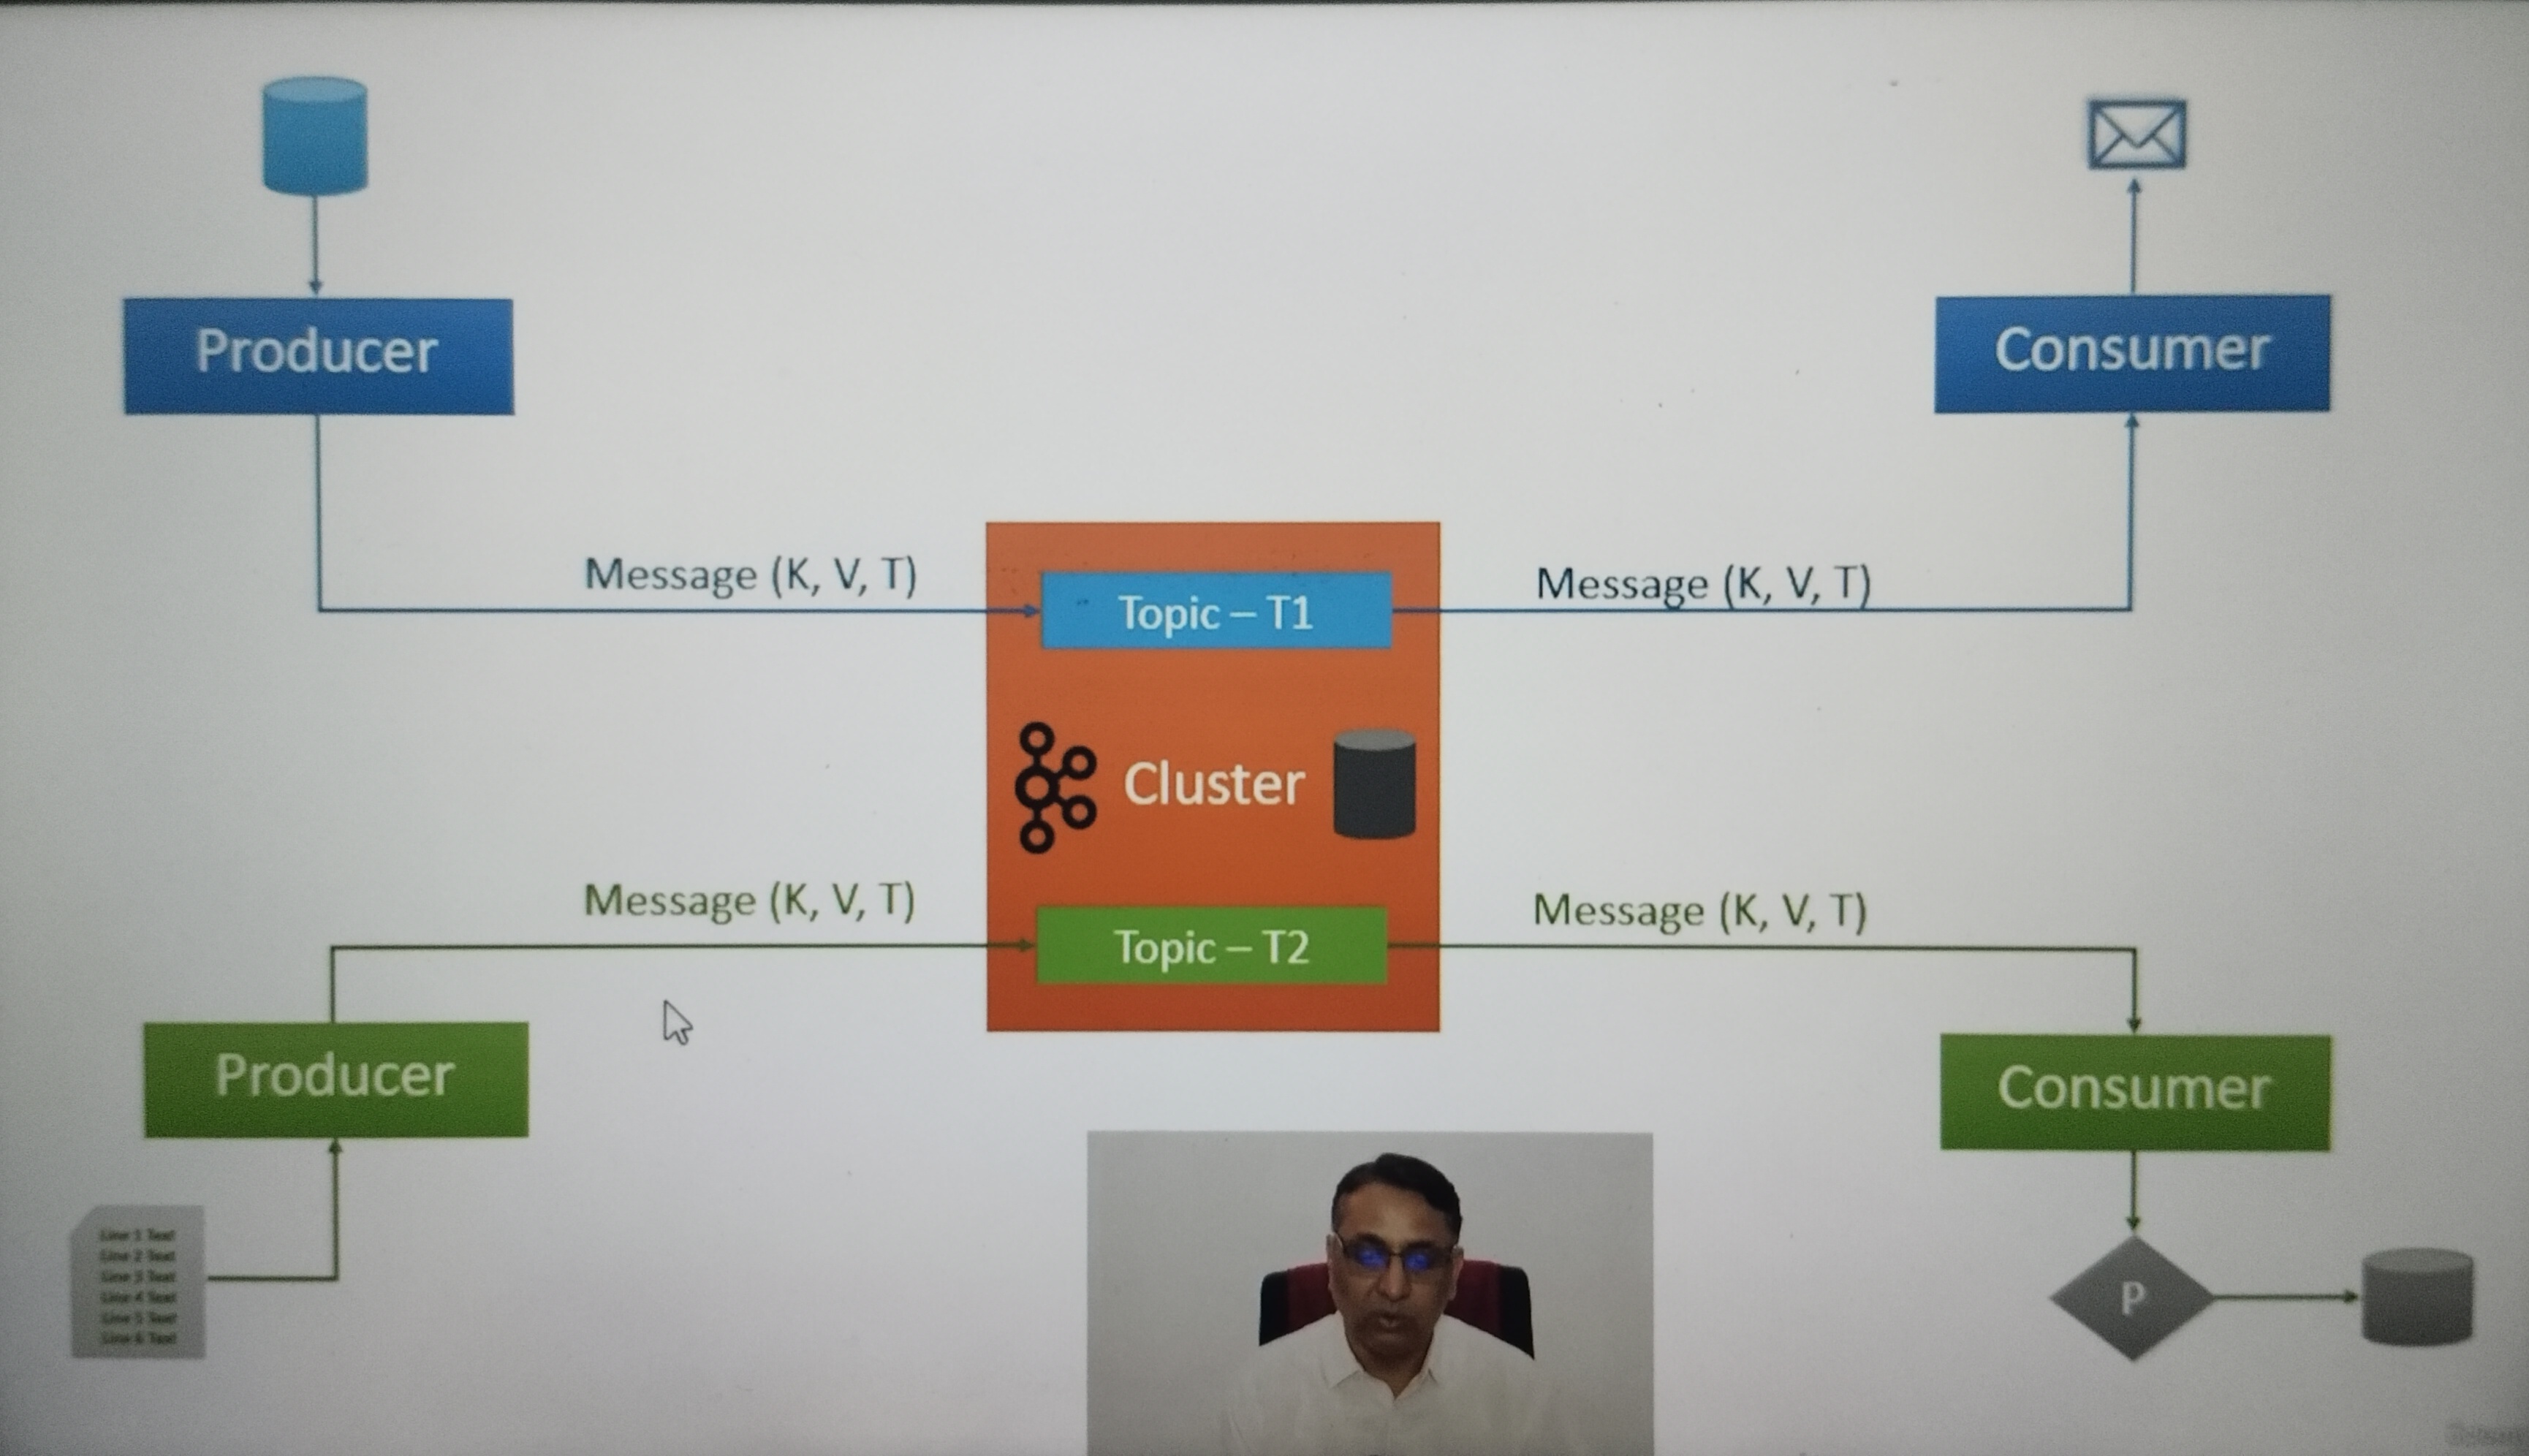 Producer
Consumer
Message (K, V, T)
Message (K, V, T)
Topic – T1
Cluster
Message (K, V, T)
Message (K, V, T)
Topic – T2
Producer
Consumer
Line 1 Text
Line 2 Text
Line 3 Text
Line 4 Text
Line 5 Text
Line 6 Text
P